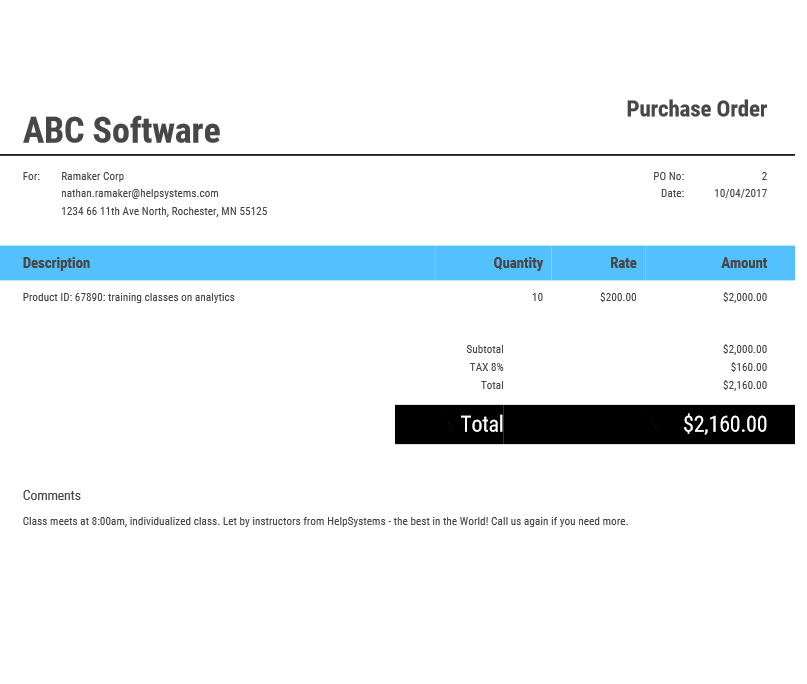 Purchase Order
ABC Software
For: Ramaker Corp PO No: 2
nathan.ramaker@helpsystems.com Date: 10/04/2017
1234 66 11th Ave North, Rochester, MN 55125
Description Quantity Rate Amount
Product ID: 67890: training classes on analytics 10 $200.00 $2,000.00
Subtotal $2,000.00
TAX 8% $160.00
Total $2,160.00
Total $2,160.00
Comments
Class meets at 8:00am, individualized class. Let by instructors from HelpSystems - the best in the World! Call us again if you need more.